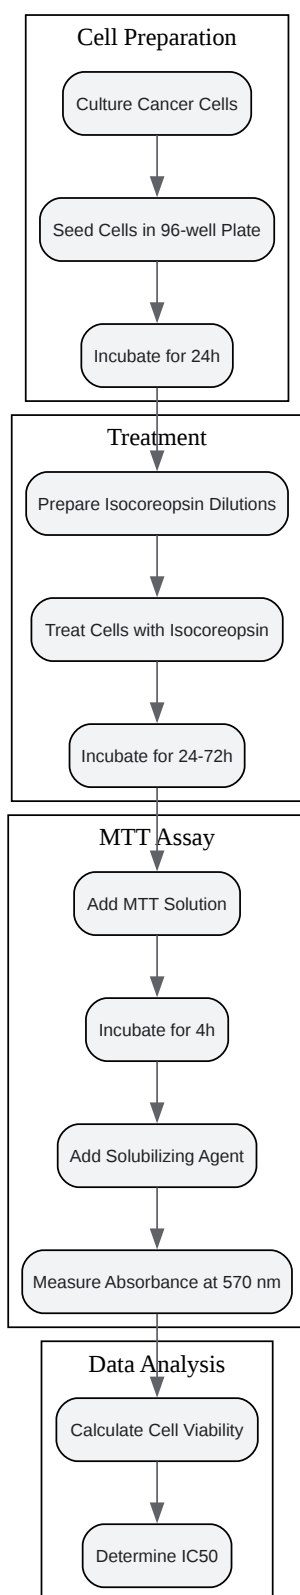 Cell Preparation
Culture Cancer Cells
Seed Cells in 96-well Plate
Incubate for 24h
Treatment
Prepare Isocoreopsin Dilutions
Treat Cells with Isocoreopsin
Incubate for 24-72h
MTT Assay
Add MTT Solution
Incubate for 4h
Add Solubilizing Agent
Measure Absorbance at 570 nm
Data Analysis
Calculate Cell Viability
Determine IC50